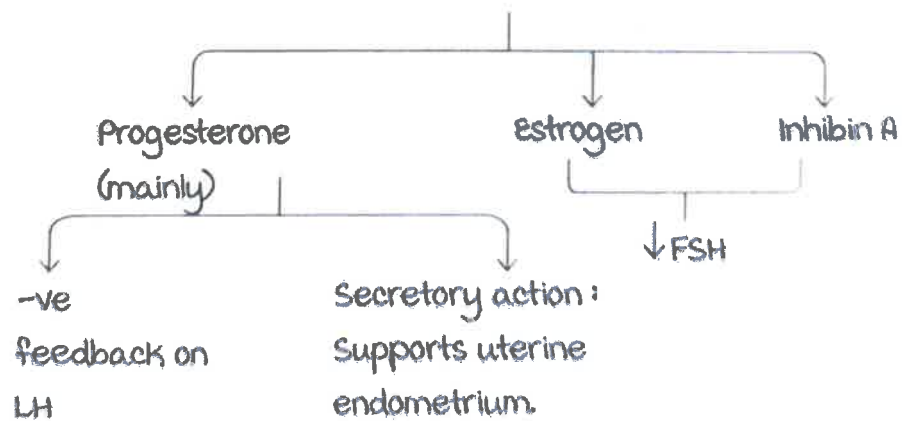 Progesterone
(mainly)
Estrogen
Inhibin A
↓ FSH
-ve
feedback on
LH
Secretory action:
Supports uterine
endometrium.